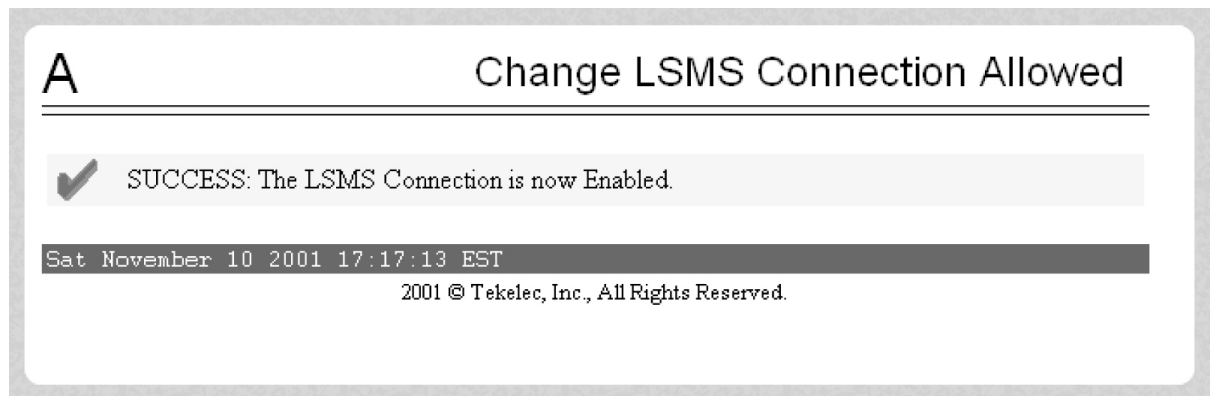 A
Change LSMS Connection Allowed
SUCCESS: The LSMS Connection is now Enabled.
Sat November 10 2001 17:17:13 EST
2001 © Tekelec, Inc., All Rights Reserved.